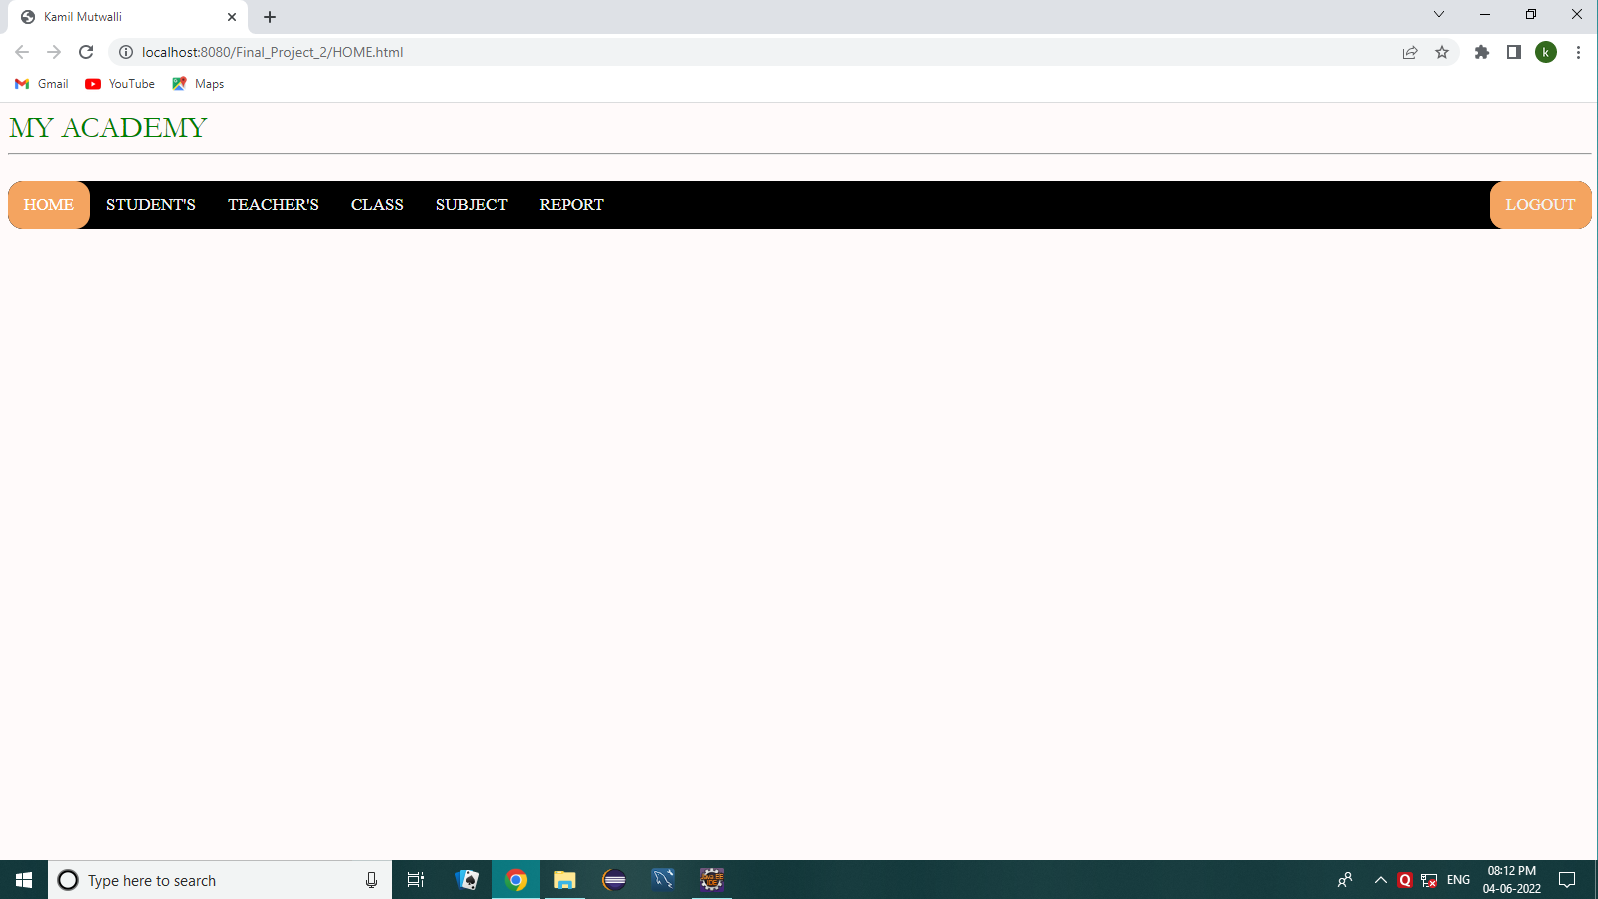 Kamil Mutwalli
localhost:8080/Final_Project_2/HOME.html
k
Gmail YouTube Maps
MY ACADEMY
HOME STUDENT'S TEACHER'S CLASS SUBJECT REPORT LOGOUT
Type here to search
Q
ENG
08:12 PM
04-06-2022